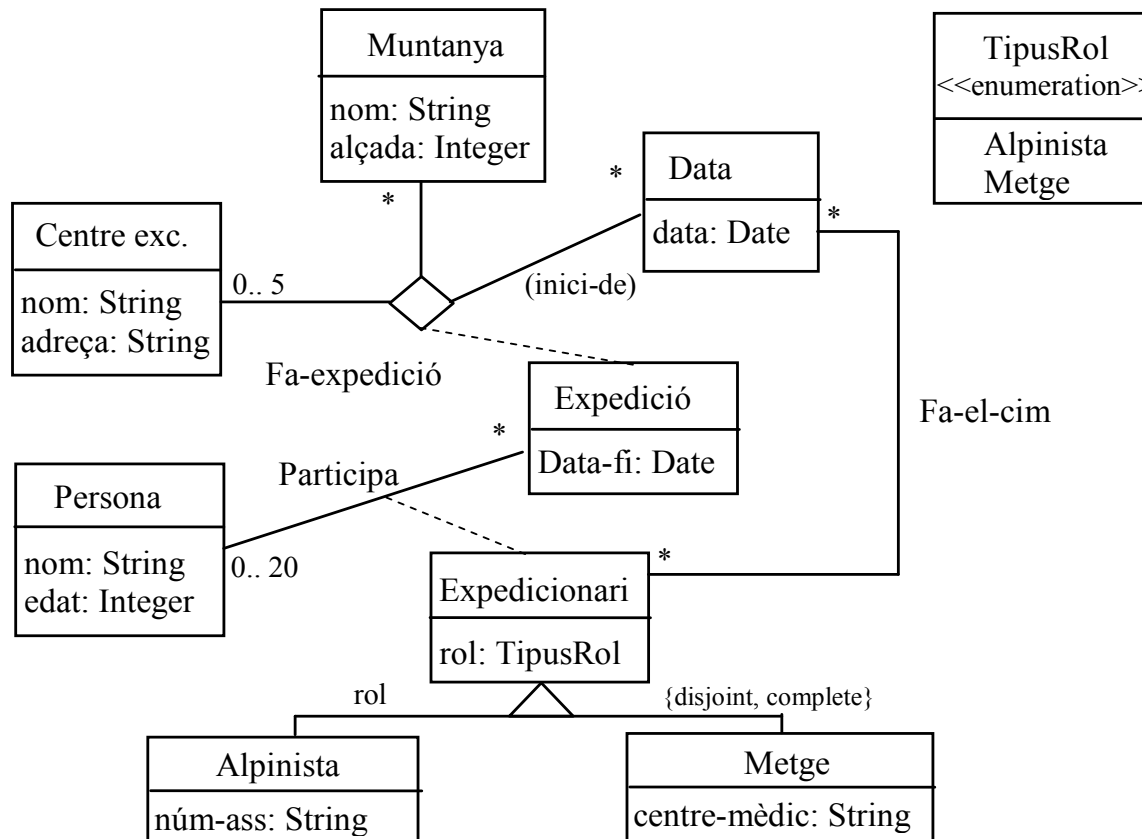 Muntanya
nom: String
alçada: Integer
TipusRol
<<enumeration>>
Alpinista
Metge
*
*
Data
data: Date
*
Centre exc.
nom: String
adreça: String
0.. 5
(inici-de)
Fa-expedició
Expedició
Data-fi: Date
Fa-el-cim
*
Participa
Persona
nom: String
edat: Integer
0.. 20
*
Expedicionari
rol: TipusRol
rol
{disjoint, complete}
Alpinista
núm-ass: String
Metge
centre-mèdic: String